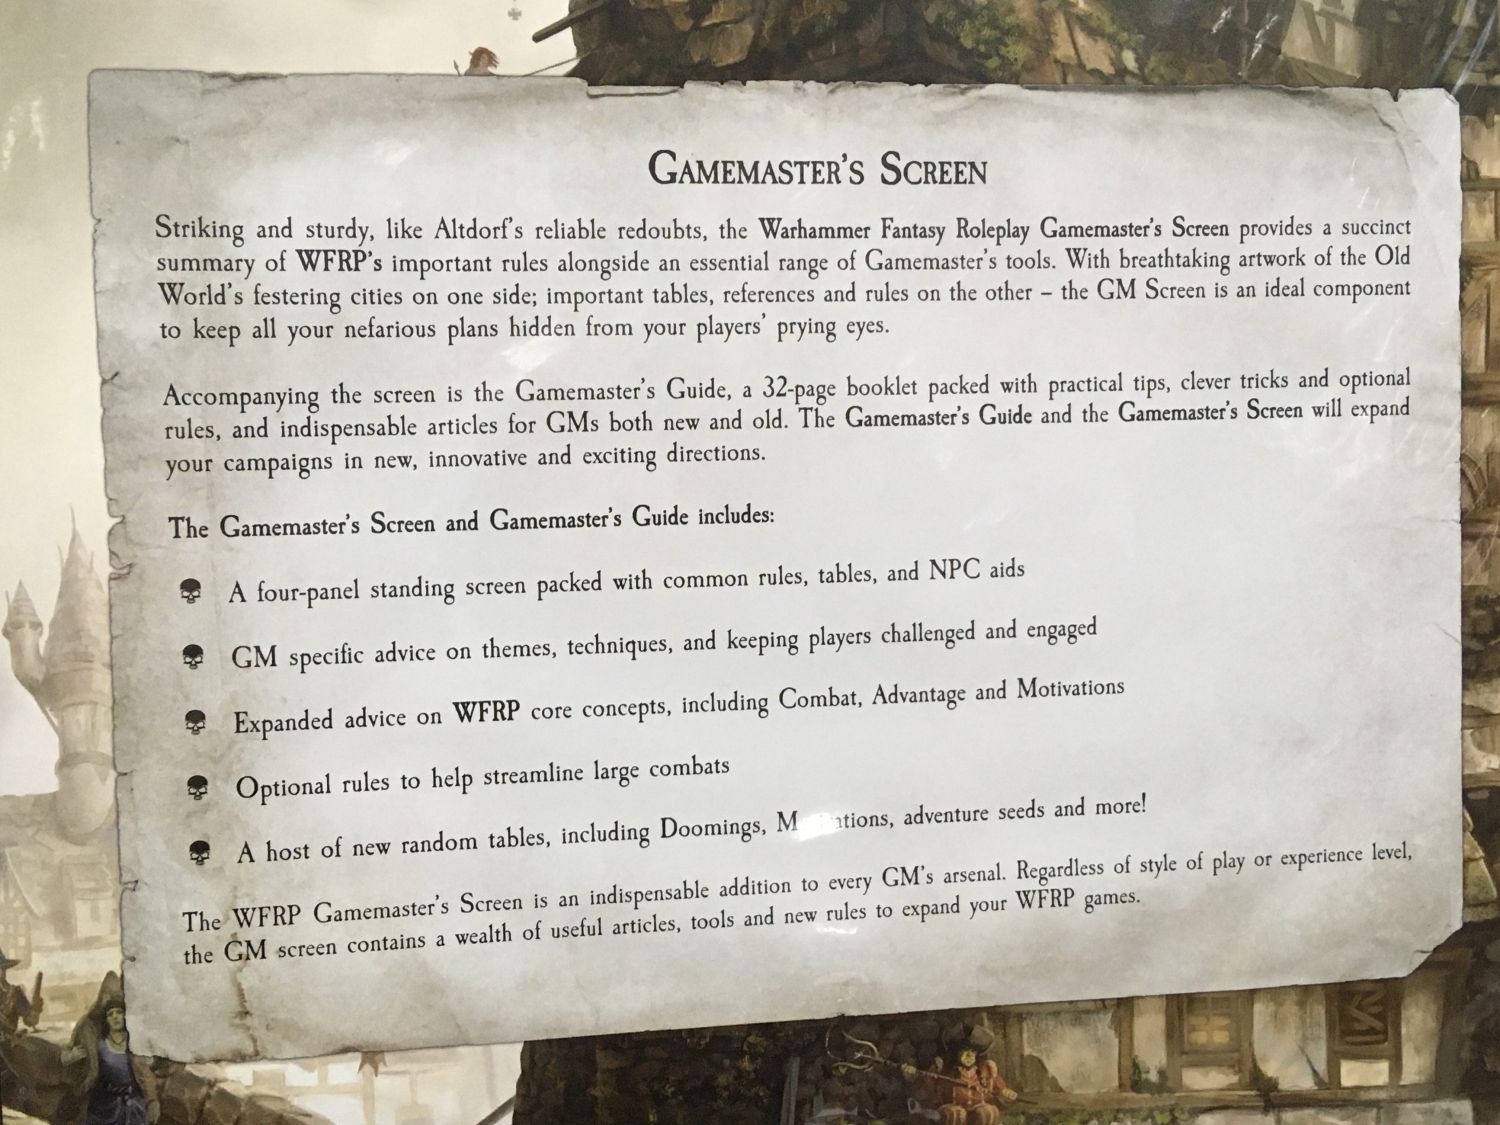 GAMEMASTER'S SCREEN
Striking and sturdy, like Altdorf's reliable redoubts, the Warhammer Fantasy Roleplay Gamemaster's Screen provides a succinct
summary of WFRP's important rules alongside an essential range of Gamemaster's tools. With breathtaking artwork of the Old
World's festering cities on one side; important tables, references and rules on the other – the GM Screen is an ideal component
to keep all your nefarious plans hidden from your players' prying eyes.
Accompanying the screen is the Gamemaster's Guide, a 32-page booklet packed with practical tips, clever tricks and optional
rules, and indispensable articles for GMs both new and old. The Gamemaster's Guide and the Gamemaster's Screen will expand
your campaigns in new, innovative and exciting directions.
The Gamemaster's Screen and Gamemaster's Guide includes:
A four-panel standing screen packed with common rules, tables, and NPC aids
GM specific advice on themes, techniques, and keeping players challenged and engaged
Expanded advice on WFRP core concepts, including Combat, Advantage and Motivations
Optional rules to help streamline large combats
A host of new random tables, including Doomings, adventure seeds and more!
The WFRP Gamemaster's Screen is an indispensable addition to every GM's arsenal. Regardless of style of play or experience level,
the GM screen contains a wealth of useful articles, tools and new rules to expand your WFRP games.